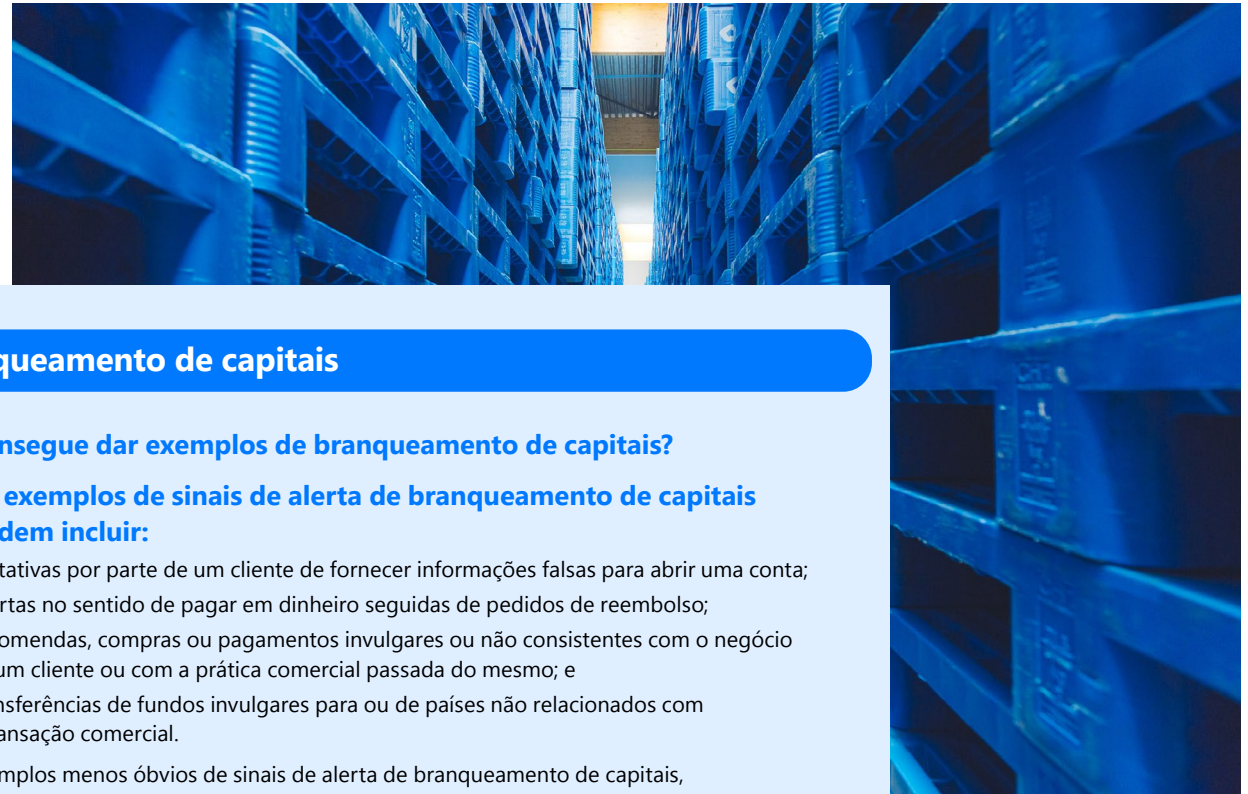 queamento de capitais
nsegue dar exemplos de branqueamento de capitais?
exemplos de sinais de alerta de branqueamento de capitais
dem incluir:
tativas por parte de um cliente de fornecer informações falsas para abrir uma conta;
rtas no sentido de pagar em dinheiro seguidas de pedidos de reembolso;
omendas, compras ou pagamentos invulgares ou não consistentes com o negócio
um cliente ou com a prática comercial passada do mesmo; e
nsferências de fundos invulgares para ou de países não relacionados com
ansação comercial.
mplos menos óbvios de sinais de alerta de branqueamento de capitais,